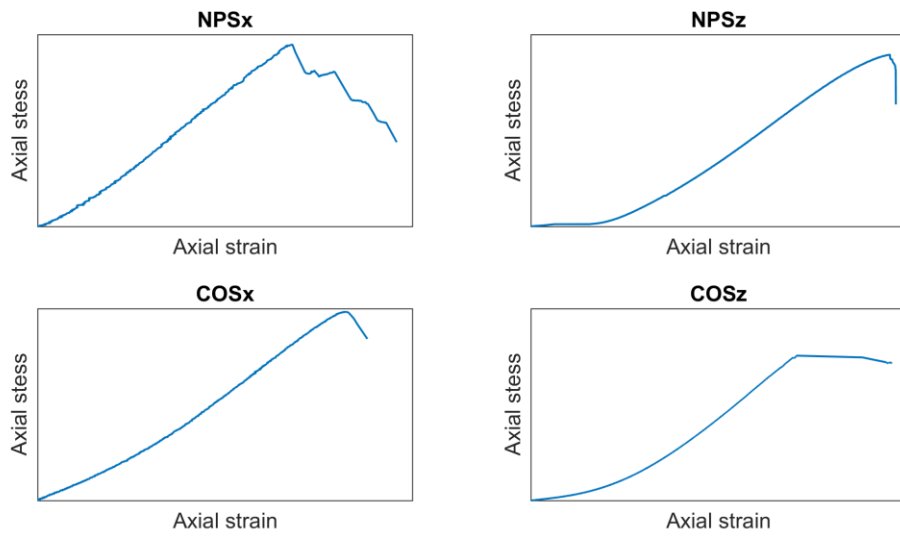 NPSx
Axial stess
Axial strain
NPSz
Axial stess
Axial strain
COSx
Axial stess
Axial strain
COSz
Axial stess
Axial strain